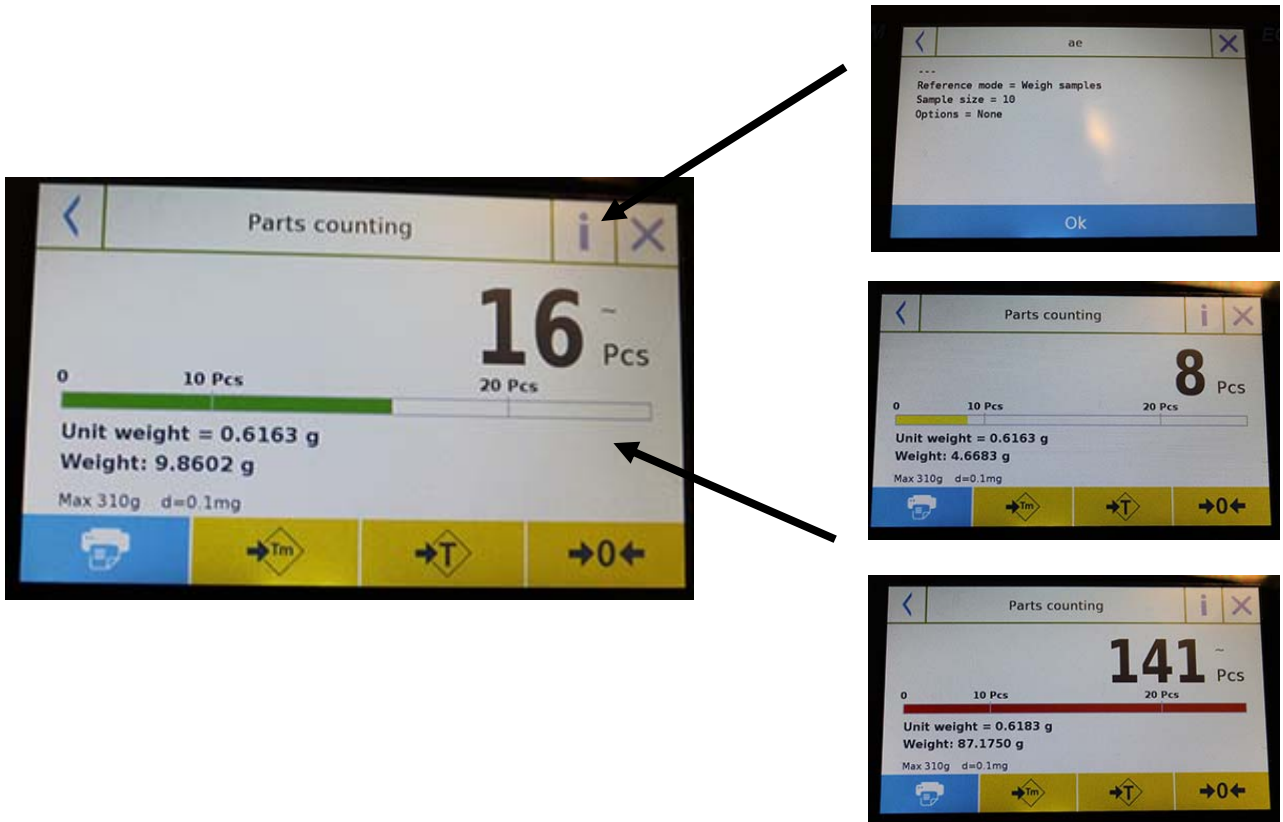 Parts counting
i
16 ~
Pcs
0 10 Pcs 20 Pcs
Unit weight = 0.6163 g
Weight: 9.8602 g
Max 310g d=0.1mg
Tm T 0
ae
---
Reference mode = Weigh samples
Sample size = 10
Options = None
Ok
Parts counting
i
8 Pcs
0 10 Pcs 20 Pcs
Unit weight = 0.6163 g
Weight: 4.6683 g
Max 310g d=0.1mg
Tm T 0
Parts counting
i
141 ~
Pcs
0 10 Pcs 20 Pcs
Unit weight = 0.6183 g
Weight: 87.1750 g
Max 310g d=0.1mg
Tm T 0